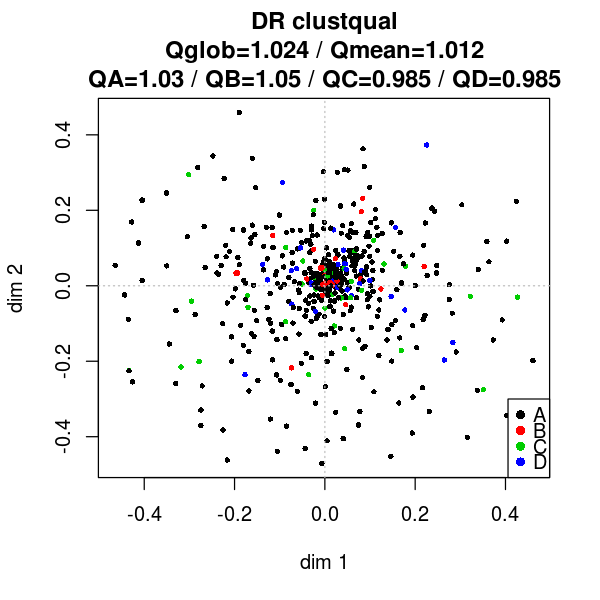 DR clustqual
Qglob=1.024 / Qmean=1.012
QA=1.03 / QB=1.05 / QC=0.985 / QD=0.985
0.4
0.2
0.0
-0.2
-0.4
dim 2
A
B
C
D
-0.4 -0.2 0.0 0.2 0.4
dim 1